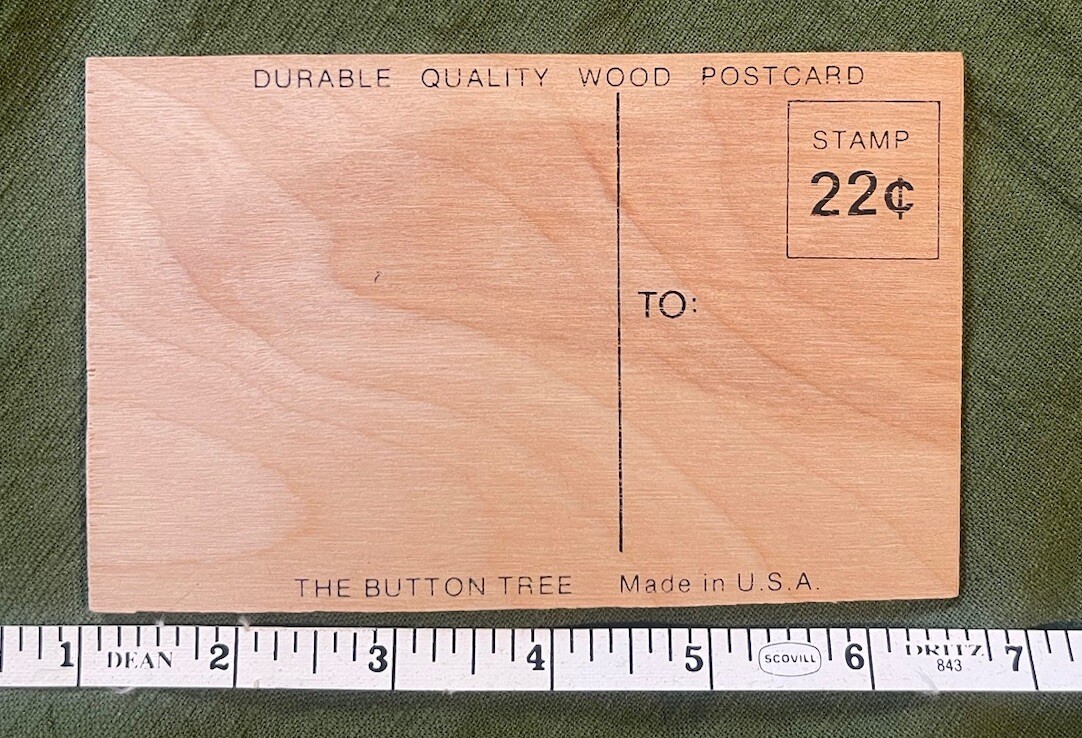 DURABLE QUALITY WOOD POSTCARD
STAMP
22¢
TO:
THE BUTTON TREE Made in U.S.A.
1 DEAN 2 3 4 5 SCOVILL 6 DRITZ 7
843